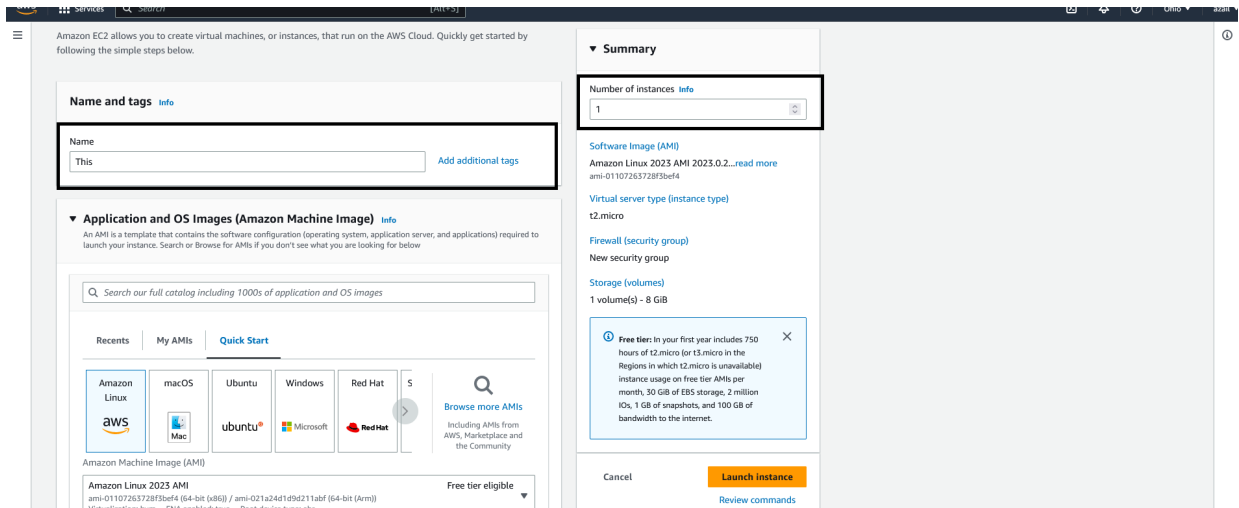 aws
Services
Search
[Alt+S]
Ohio
azail
Amazon EC2 allows you to create virtual machines, or instances, that run on the AWS Cloud. Quickly get started by
following the simple steps below.
Name and tags Info
Name
This
Add additional tags
Application and OS Images (Amazon Machine Image) Info
An AMI is a template that contains the software configuration (operating system, application server, and applications) required to
launch your instance. Search or Browse for AMIs if you don't see what you are looking for below
Search our full catalog including 1000s of application and OS images
Recents
My AMIs
Quick Start
Amazon
Linux
aws
macOS
Mac
Ubuntu
ubuntu
Windows
Microsoft
Red Hat
Red Hat
S
Browse more AMIs
Including AMIs from
AWS, Marketplace and
the Community
Amazon Machine Image (AMI)
Amazon Linux 2023 AMI
Free tier eligible
ami-01107263728f3bef4 (64-bit (x86)) / ami-021a24d1d9d211abf (64-bit (Arm))
Summary
Number of instances Info
1
Software Image (AMI)
Amazon Linux 2023 AMI 2023.0.2...read more
ami-01107263728f3bef4
Virtual server type (instance type)
t2.micro
Firewall (security group)
New security group
Storage (volumes)
1 volume(s) - 8 GiB
Free tier: In your first year includes 750
hours of t2.micro (or t3.micro in the
Regions in which t2.micro is unavailable)
instance usage on free tier AMIs per
month, 30 GiB of EBS storage, 2 million
IOs, 1 GB of snapshots, and 100 GB of
bandwidth to the internet.
Cancel
Launch instance
Review commands